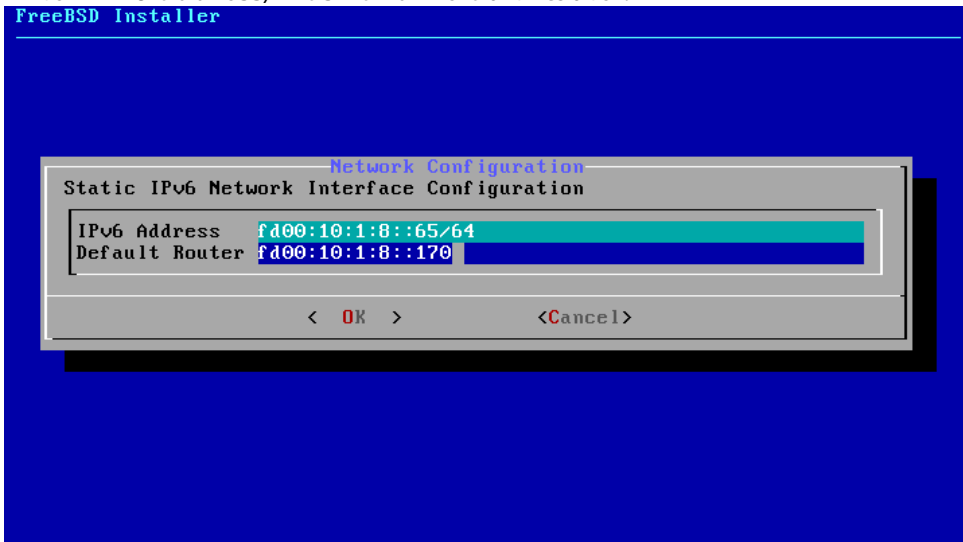 FreeBSD Installer
Network Configuration
Static IPv6 Network Interface Configuration
IPv6 Address fd00:10:1:8::65/64
Default Router fd00:10:1:8::170
< OK > <Cancel>